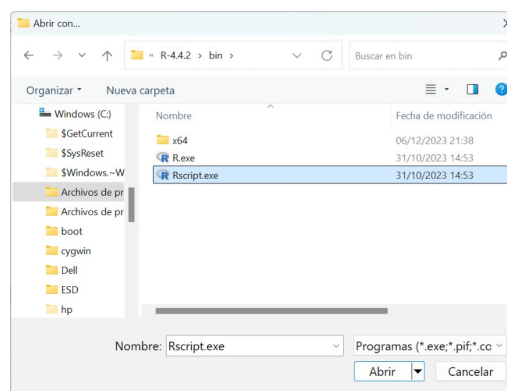 Abrir con...
« R-4.4.2 > bin >
Buscar en bin
Organizar
Nueva carpeta
Nombre
Fecha de modificación
Windows (C:)
$GetCurrent
$SysReset
$Windows.~W
Archivos de pr
Archivos de pr
boot
cygwin
Dell
ESD
hp
x64
06/12/2023 21:38
R.exe
31/10/2023 14:53
Rscript.exe
31/10/2023 14:53
Nombre: Rscript.exe
Programas (*.exe;*.pif;*.co
Abrir
Cancelar